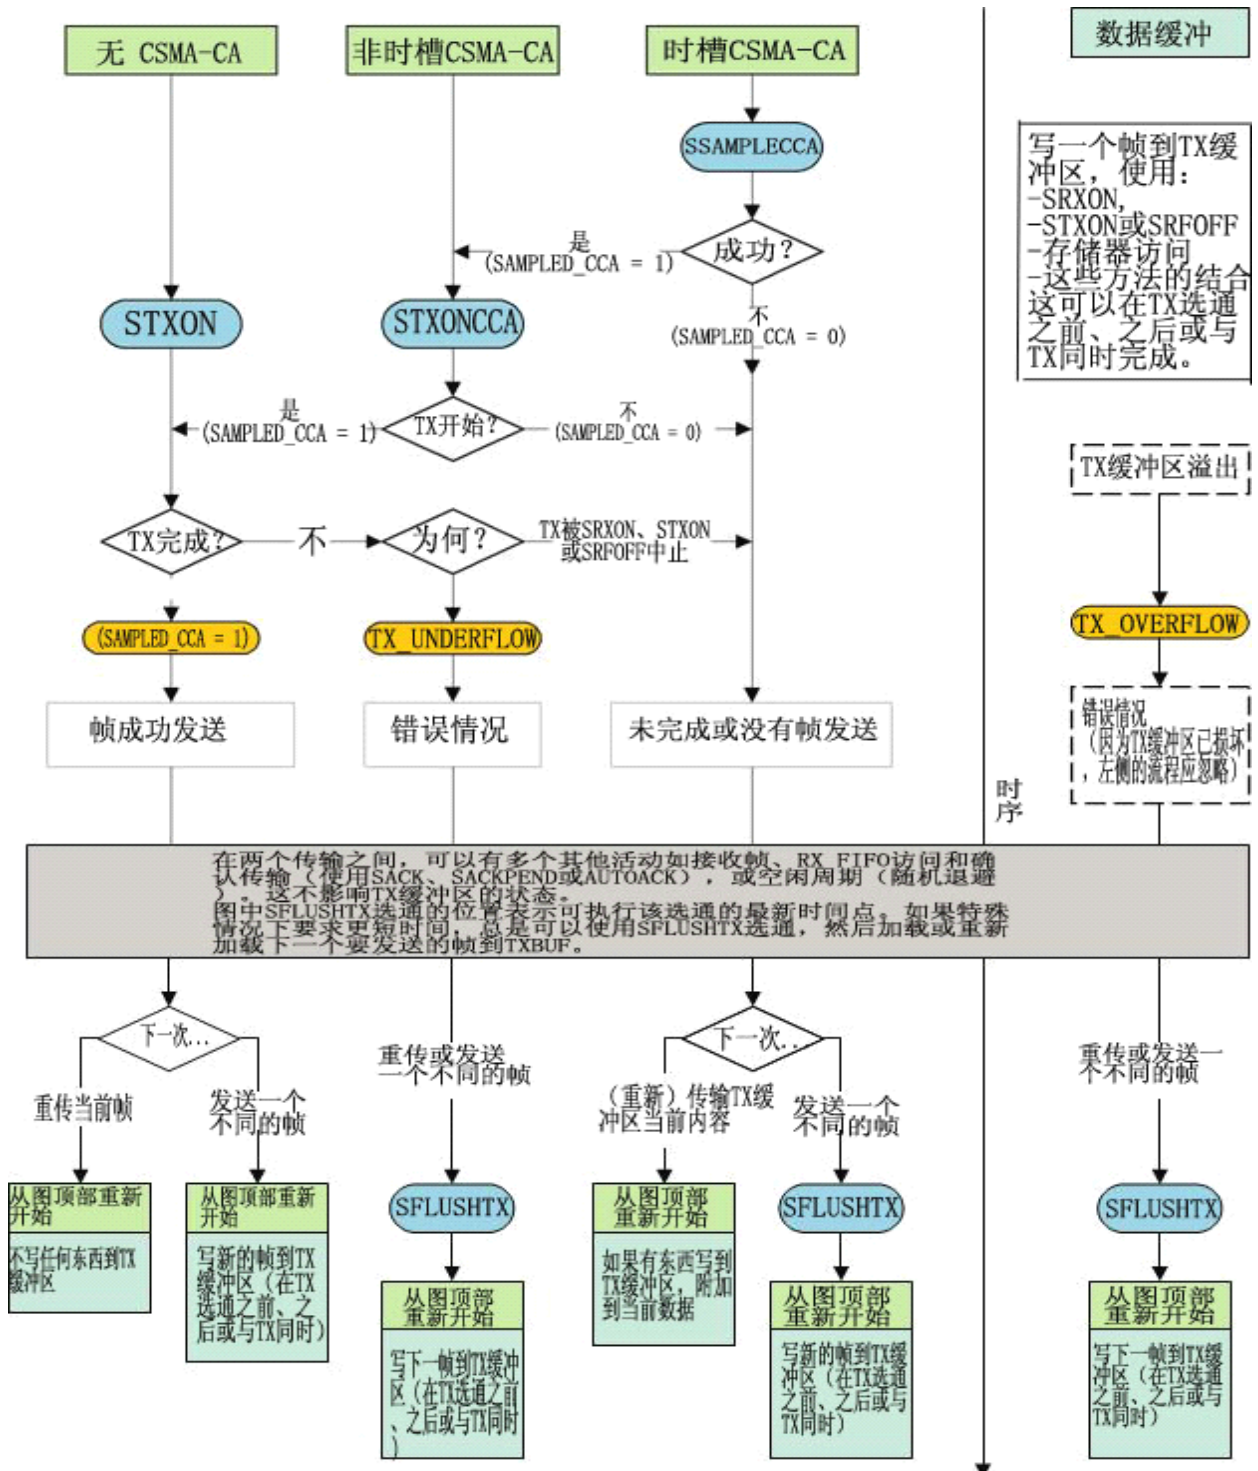 无 CSMA-CA
非时槽CSMA-CA
时槽CSMA-CA
数据缓冲
SSAMPLECCA
写一个帧到TX缓
冲区，使用：
-SRXON,
-STXON或SRFOFF
-存储器访问
-这些方法的结合
这可以在TX选通
之前、之后或与
TX同时完成。
成功?
是
(SAMPLED_CCA = 1)
不
(SAMPLED_CCA = 0)
STXON
STXONCCA
TX开始?
是
(SAMPLED_CCA = 1)
不
(SAMPLED_CCA = 0)
TX缓冲区溢出
TX完成?
不
为何?
TX被SRXON、STXON
或SRFOFF中止
(SAMPLED_CCA = 1)
TX_UNDERFLOW
TX_OVERFLOW
帧成功发送
错误情况
未完成或没有帧发送
错误情况
（因为TX缓冲区已损坏
，左侧的流程应忽略）
时
序
在两个传输之间，可以有多个其他活动如接收帧、RX FIFO访问和确
认传输（使用SACK、SACKPEND或AUTOACK），或空闲周期（随机退避
）。这不影响TX缓冲区的状态。
图中SFLUSHTX选通的位置表示可执行该选通的最新时间点。如果特殊
情况下要求更短时间，总是可以使用SFLUSHTX选通，然后加载或重新
加载下一个要发送的帧到TXBUF。
下一次...
重传当前帧
发送一个
不同的帧
重传或发送
一个不同的帧
下一次..
（重新）传输TX缓
冲区当前内容
发送一个
不同的帧
重传或发送一
个不同的帧
从图顶部重新
开始
不写任何东西到TX
缓冲区
从图顶部重新
开始
写新的帧到TX
缓冲区（在TX
选通之前、之
后或与TX同时）
SFLUSHTX
从图顶部
重新开始
写下一帧到TX缓冲
区（在TX选通之前
、之后或与TX同时
）
从图顶部
重新开始
如果有东西写到
TX缓冲区，附加
到当前数据
SFLUSHTX
从图顶部
重新开始
写新的帧到TX缓
冲区（在TX选通
之前、之后或与
TX同时）
SFLUSHTX
从图顶部
重新开始
写下一帧到TX缓
冲区（在TX选通
之前、之后或与
TX同时）